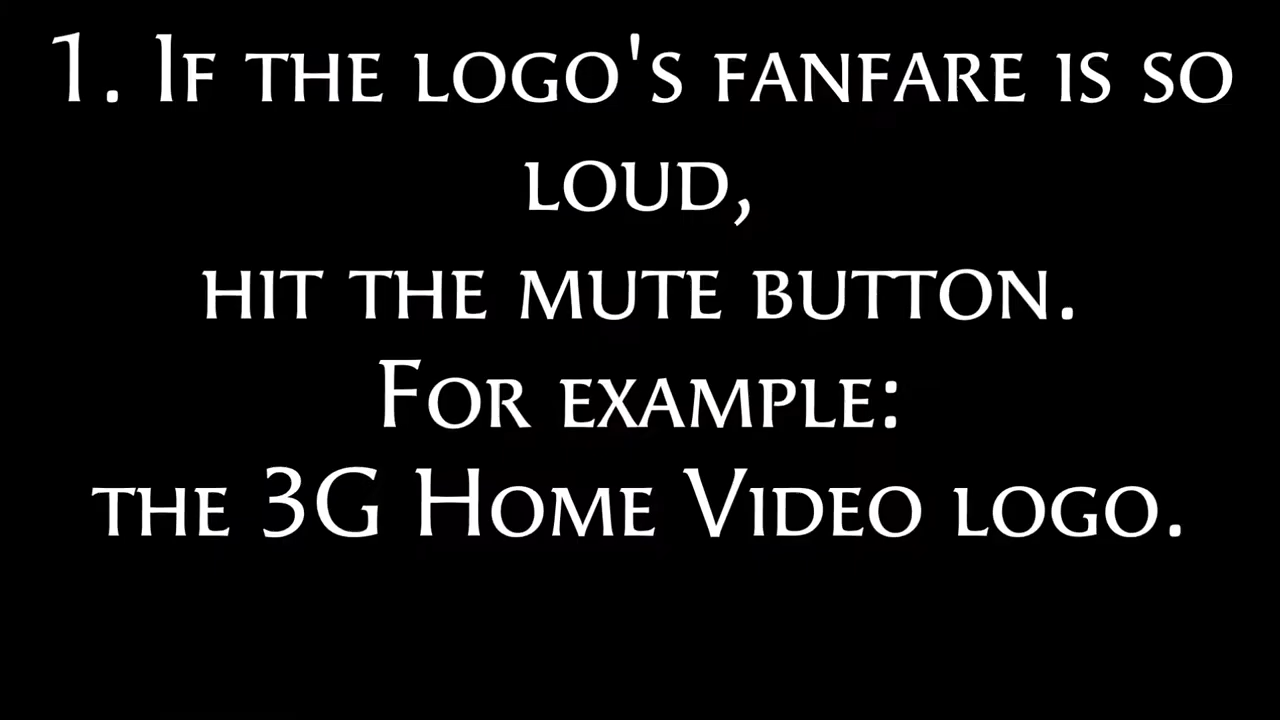 1. If the logo's fanfare is so
loud,
hit the mute button.
For example:
the 3G Home Video logo.